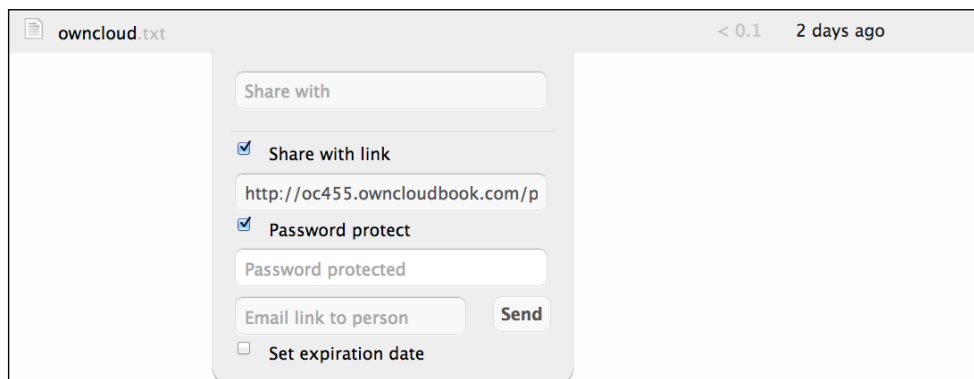 owncloud.txt < 0.1 2 days ago
Share with
Share with link
http://oc455.owncloudbook.com/p
Password protect
Password protected
Email link to person Send
Set expiration date